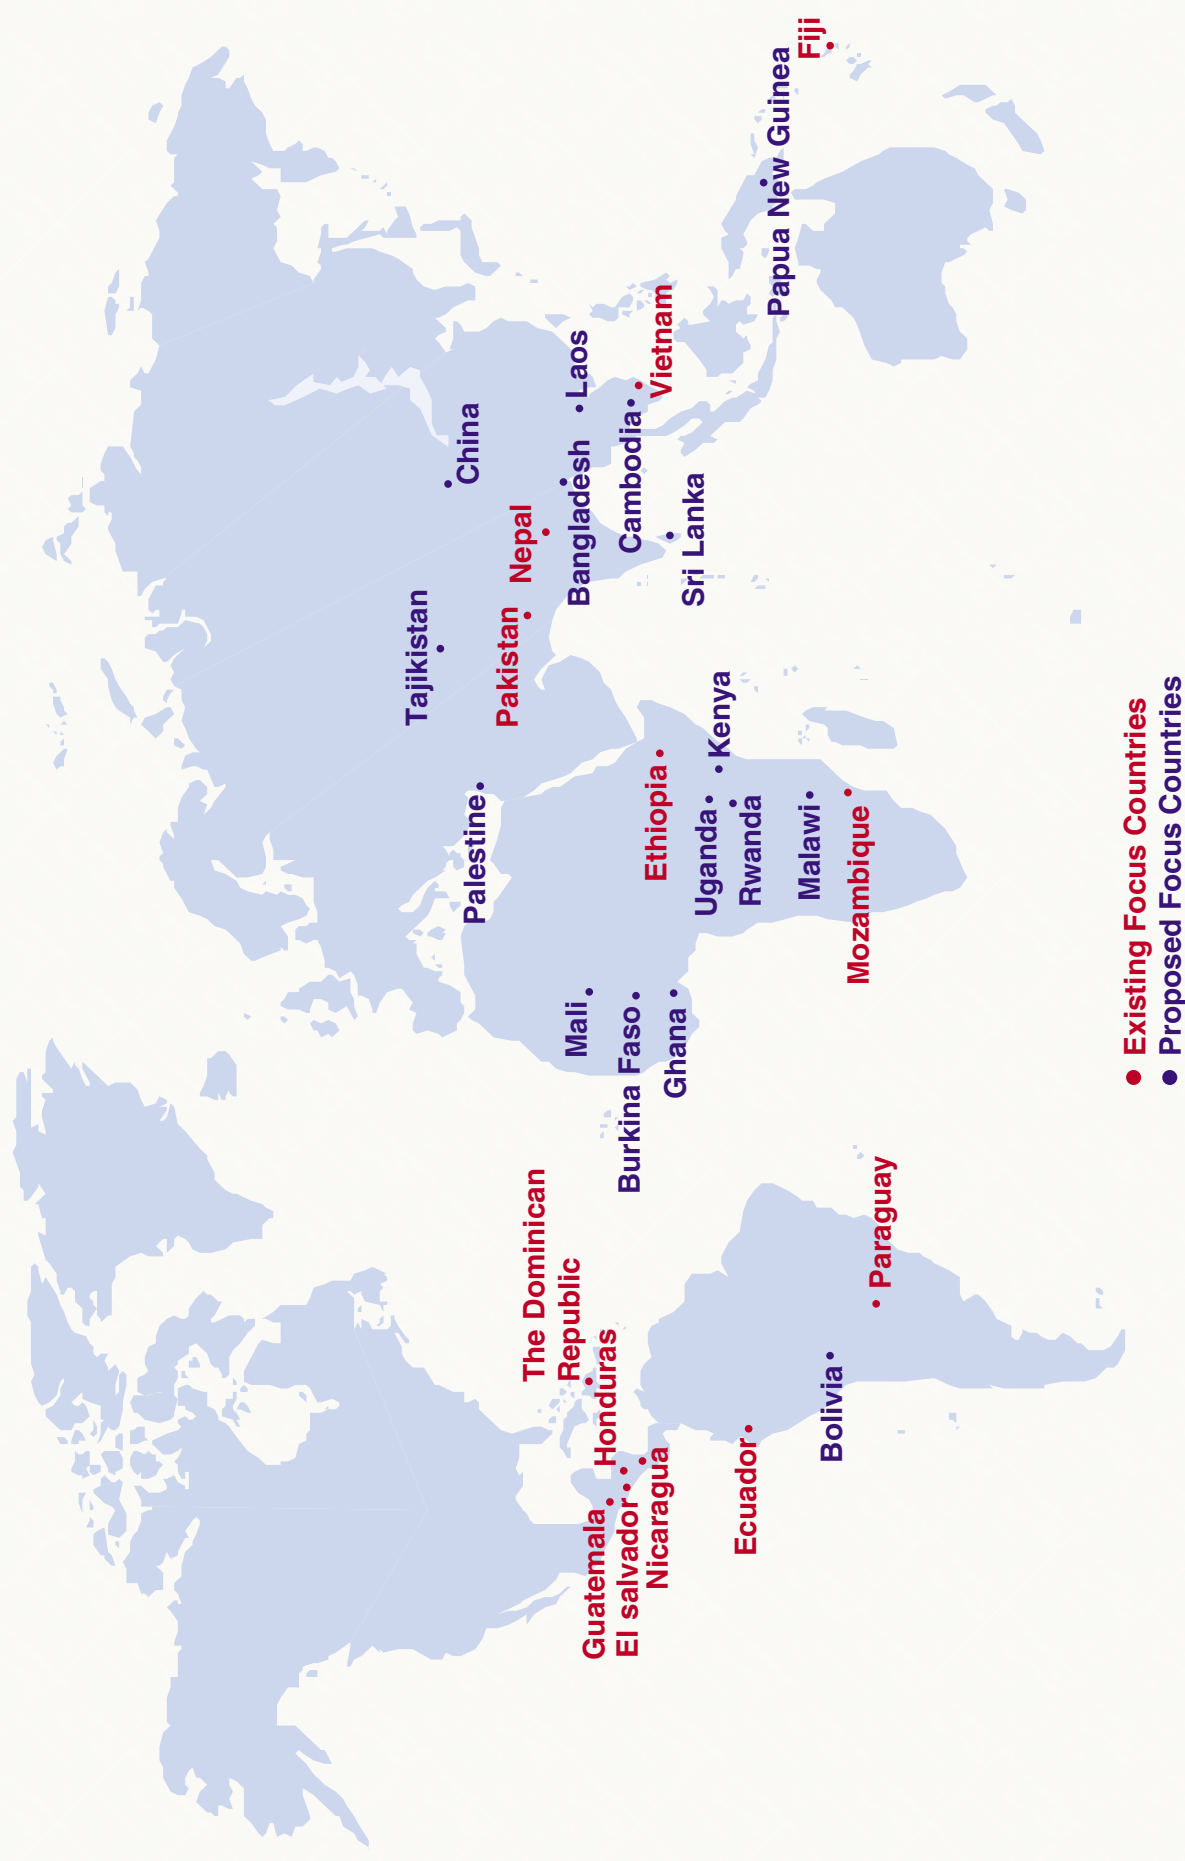 Tajikistan
China
Palestine
Pakistan
Nepal
The Dominican
Republic
Mali
Bangladesh
Laos
Guatemala
Honduras
El salvador
Burkina Faso
Cambodia
Nicaragua
Ethiopia
Vietnam
Ghana
Sri Lanka
Uganda
Kenya
Ecuador
Rwanda
Papua New Guinea
Malawi
Fiji
Bolivia
Mozambique
Paraguay
Existing Focus Countries
Proposed Focus Countries